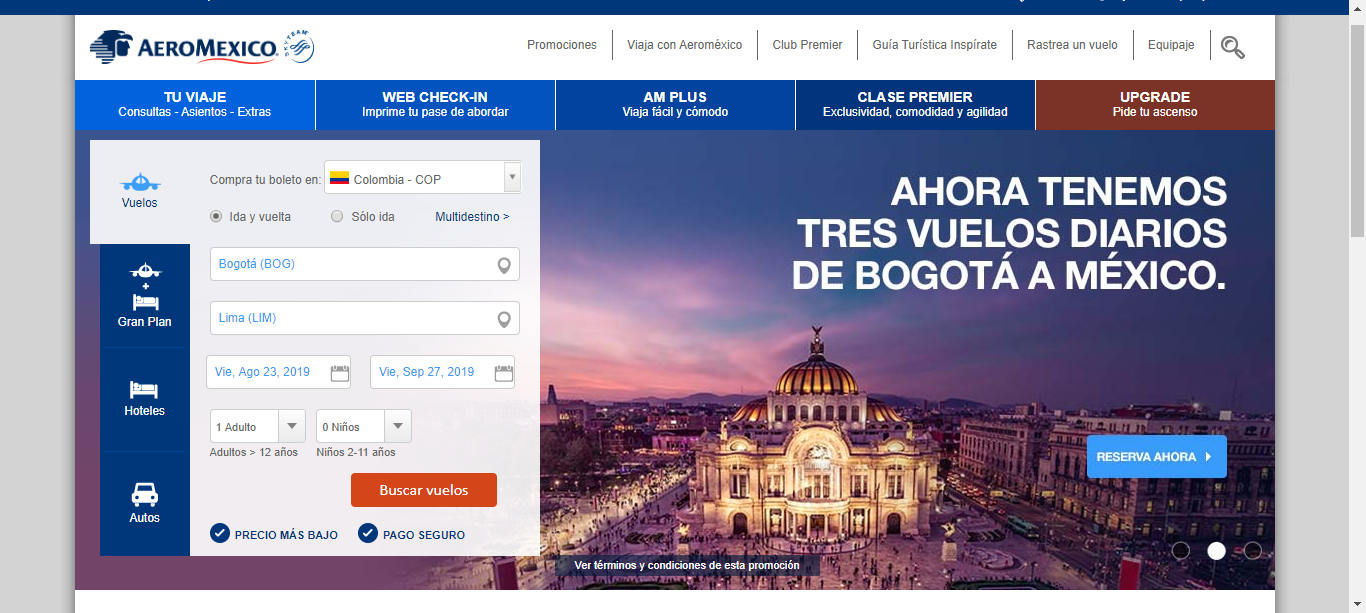 AEROMEXICO. SKYTEAM
Promociones
Viaja con Aeroméxico
Club Premier
Guía Turística Inspírate
Rastrea un vuelo
Equipaje
TU VIAJE
Consultas - Asientos - Extras
WEB CHECK-IN
Imprime tu pase de abordar
AM PLUS
Viaja fácil y cómodo
CLASE PREMIER
Exclusividad, comodidad y agilidad
UPGRADE
Pide tu ascenso
Vuelos
+
Gran Plan
Hoteles
Autos
Compra tu boleto en: Colombia - COP
Ida y vuelta
Sólo ida
Multidestino >
Bogotá (BOG)
Lima (LIM)
Vie, Ago 23, 2019
Vie, Sep 27, 2019
1 Adulto
0 Niños
Adultos > 12 años
Niños 2-11 años
Buscar vuelos
PRECIO MÁS BAJO
PAGO SEGURO
AHORA TENEMOS
TRES VUELOS DIARIOS
DE BOGOTÁ A MÉXICO.
RESERVA AHORA
Ver términos y condiciones de esta promoción